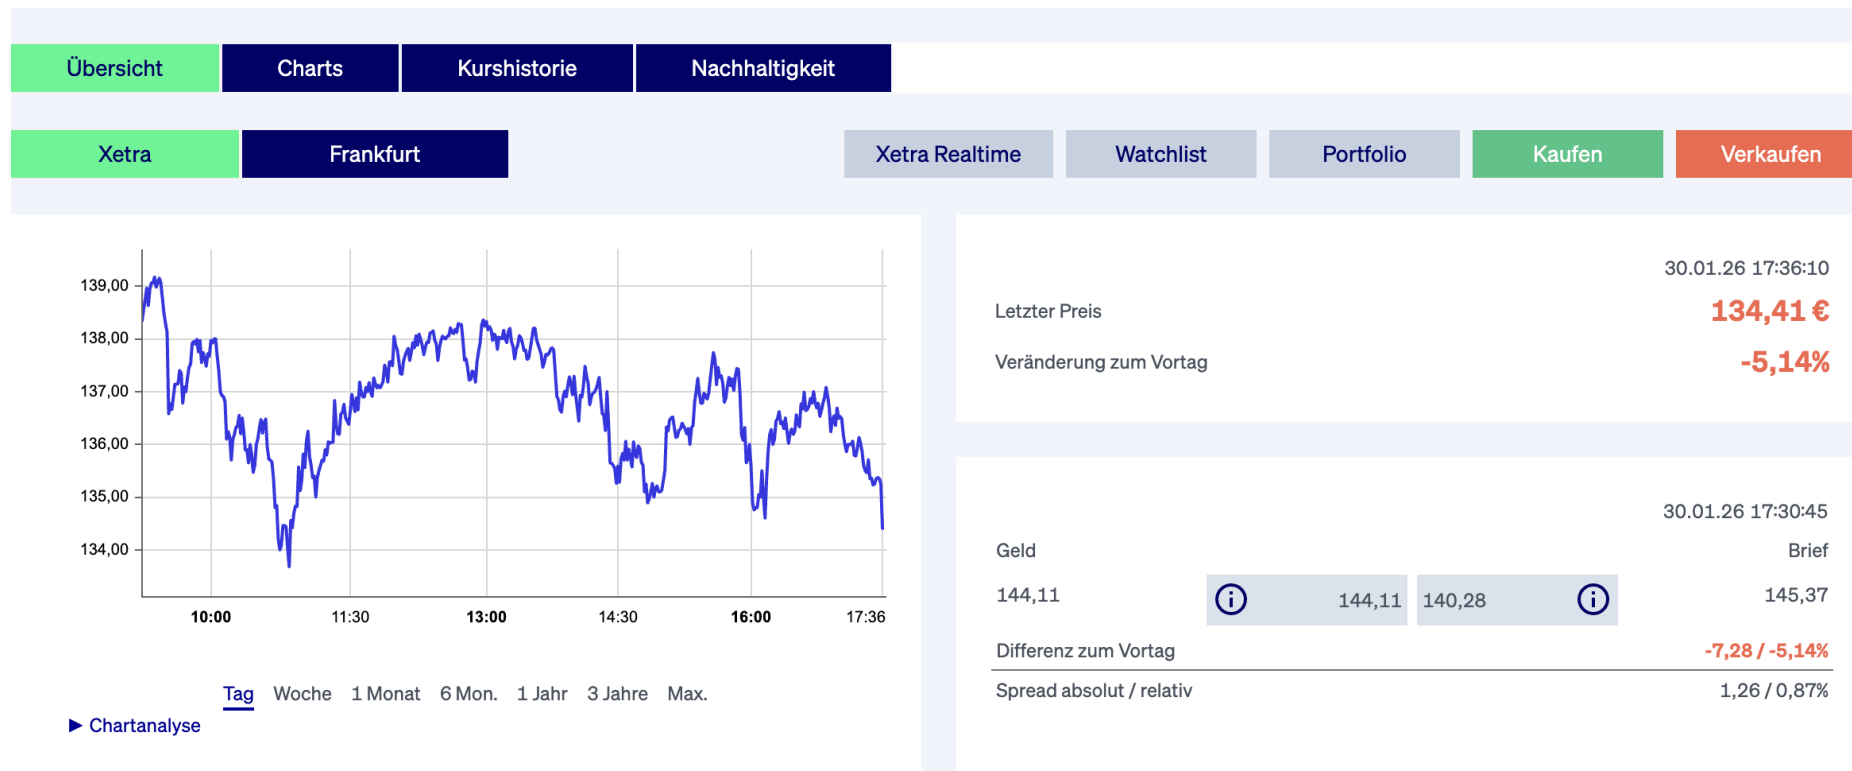 Übersicht Charts Kurshistorie Nachhaltigkeit
Xetra Frankfurt Xetra Realtime Watchlist Portfolio Kaufen Verkaufen
139,00
138,00
137,00
136,00
135,00
134,00
10:00 11:30 13:00 14:30 16:00 17:36
Tag Woche 1 Monat 6 Mon. 1 Jahr 3 Jahre Max.
▶ Chartanalyse
30.01.26 17:36:10
Letzter Preis 134,41 €
Veränderung zum Vortag -5,14%
30.01.26 17:30:45
Geld Brief
144,11 144,11 140,28 145,37
Differenz zum Vortag -7,28 / -5,14%
Spread absolut / relativ 1,26 / 0,87%